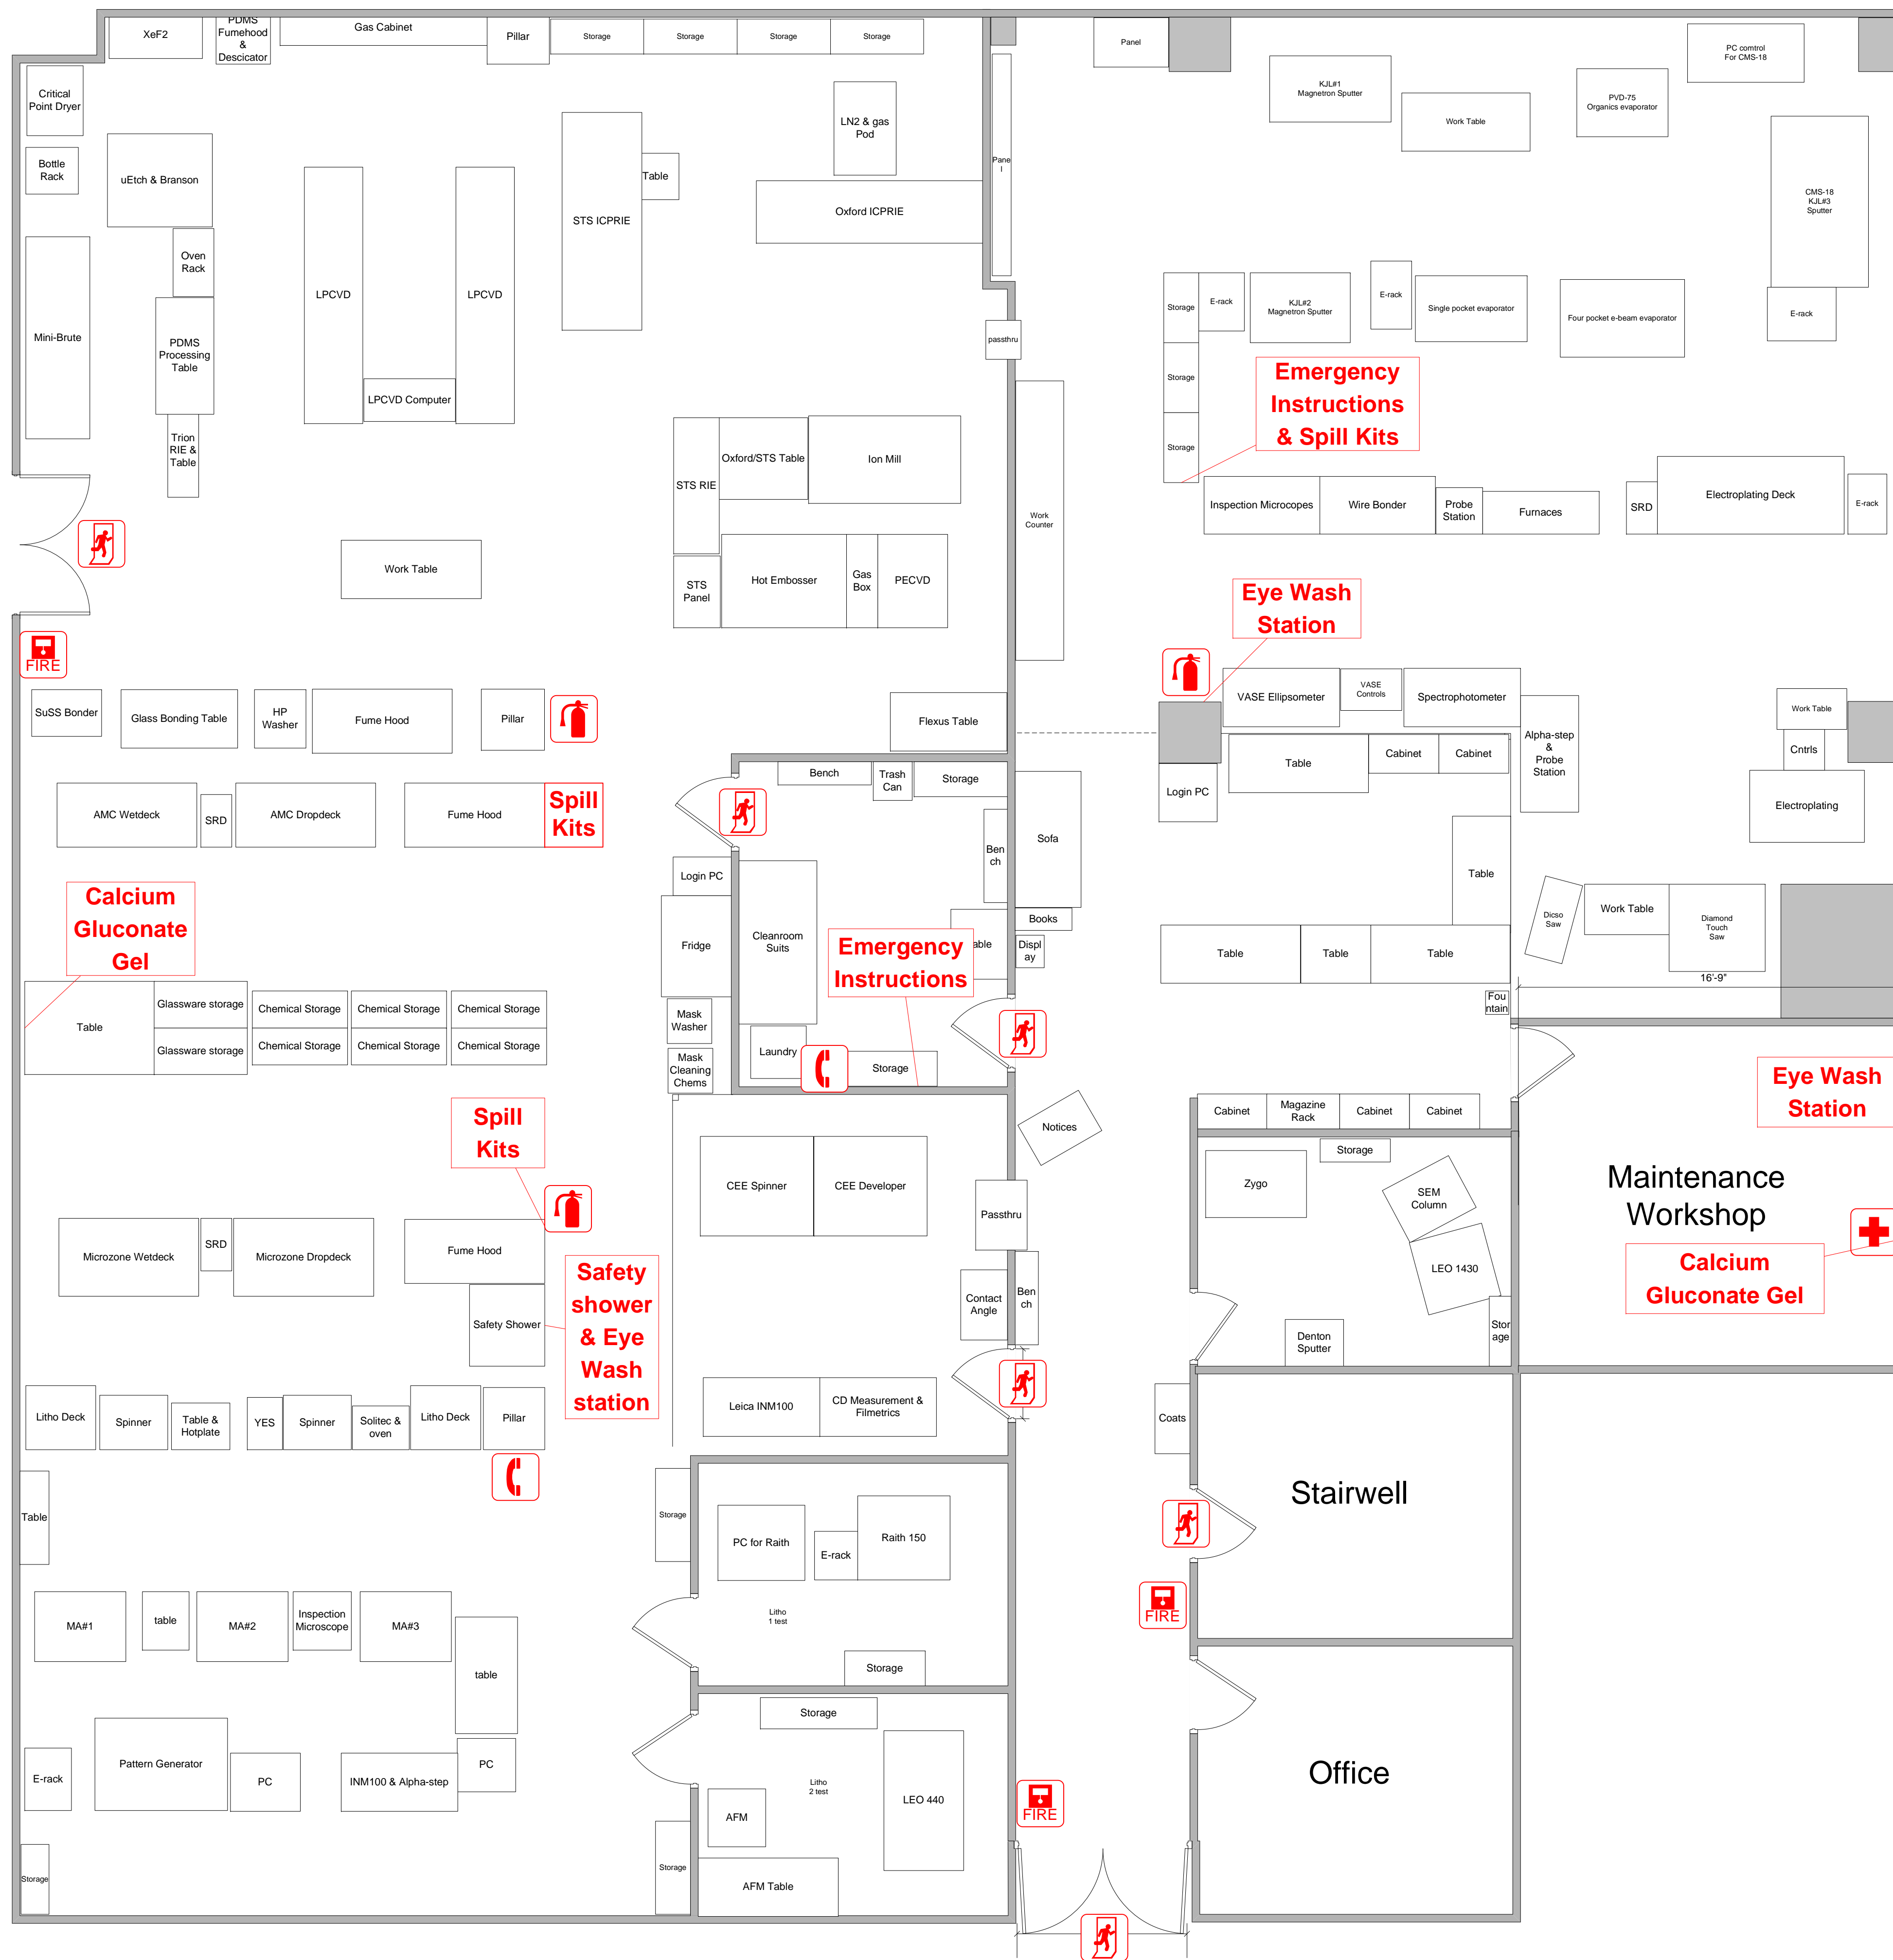 XeF2
PDMS
Fumehood
&
Descicator
Gas Cabinet
Pillar
Storage
Storage
Storage
Storage
Panel
PC comtrol
For CMS-18
Critical
Point Dryer
KJL#1
Magnetron Sputter
Work Table
PVD-75
Organics evaporator
LN2 & gas
Pod
Bottle
Rack
uEtch & Branson
Table
Pane
l
STS ICPRIE
Oxford ICPRIE
CMS-18
KJL#3
Sputter
Oven
Rack
LPCVD
LPCVD
Storage
E-rack
KJL#2
Magnetron Sputter
E-rack
Single pocket evaporator
Four pocket e-beam evaporator
E-rack
Mini-Brute
PDMS
Processing
Table
passthru
Storage
LPCVD Computer
Emergency
Instructions
& Spill Kits
Storage
Trion
RIE &
Table
STS RIE
Oxford/STS Table
Ion Mill
Work
Counter
Inspection Microcopes
Wire Bonder
Probe
Station
Furnaces
SRD
Electroplating Deck
E-rack
Work Table
STS
Panel
Hot Embosser
Gas
Box
PECVD
Eye Wash
Station
FIRE
SuSS Bonder
Glass Bonding Table
HP
Washer
Fume Hood
Pillar
Flexus Table
VASE Ellipsometer
VASE
Controls
Spectrophotometer
Work Table
Alpha-step
&
Probe
Station
Cntrls
Table
Cabinet
Cabinet
Bench
Trash
Can
Storage
Login PC
AMC Wetdeck
SRD
AMC Dropdeck
Fume Hood
Spill
Kits
Electroplating
Ben
ch
Sofa
Table
Login PC
Calcium
Gluconate
Gel
Fridge
Cleanroom
Suits
able
Books
Displ
ay
Emergency
Instructions
Table
Table
Table
Dicso
Saw
Work Table
Diamond
Touch
Saw
16'-9"
Fou
ntain
Table
Glassware storage
Glassware storage
Chemical Storage
Chemical Storage
Chemical Storage
Chemical Storage
Chemical Storage
Chemical Storage
Mask
Washer
Mask
Cleaning
Chems
Laundry
Storage
Eye Wash
Station
Spill
Kits
Notices
Cabinet
Magazine
Rack
Cabinet
Cabinet
Storage
CEE Spinner
CEE Developer
Zygo
SEM
Column
Maintenance
Workshop
Passthru
Microzone Wetdeck
SRD
Microzone Dropdeck
Fume Hood
Safety
shower
& Eye
Wash
station
Safety Shower
LEO 1430
Calcium
Gluconate Gel
Contact
Angle
Ben
ch
Denton
Sputter
Stor
age
Litho Deck
Spinner
Table &
Hotplate
YES
Spinner
Solitec &
oven
Litho Deck
Pillar
Leica INM100
CD Measurement &
Filmetrics
Coats
Table
Storage
PC for Raith
E-rack
Raith 150
Stairwell
Litho
1 test
FIRE
MA#1
table
MA#2
Inspection
Microscope
MA#3
table
Storage
Storage
E-rack
Pattern Generator
PC
INM100 & Alpha-step
PC
Litho
2 test
AFM
LEO 440
FIRE
Office
Storage
Storage
AFM Table